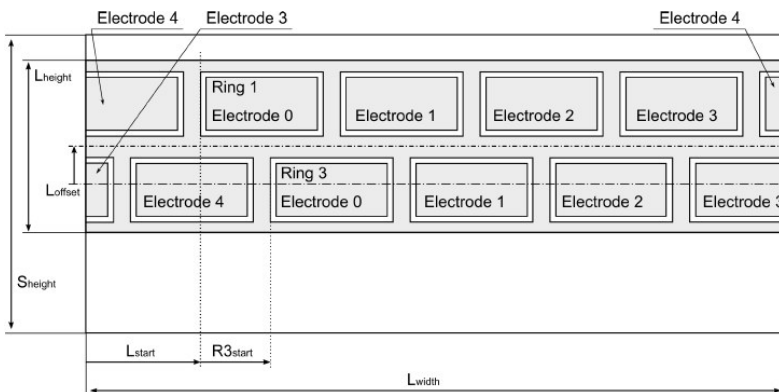 Electrode 4
Electrode 3
Electrode 4
Lheight
Ring 1
Electrode 0
Electrode 1
Electrode 2
Electrode 3
Loffset
Ring 3
Electrode 4
Electrode 0
Electrode 1
Electrode 2
Electrode 3
Sheight
Lstart
R3start
Lwidth